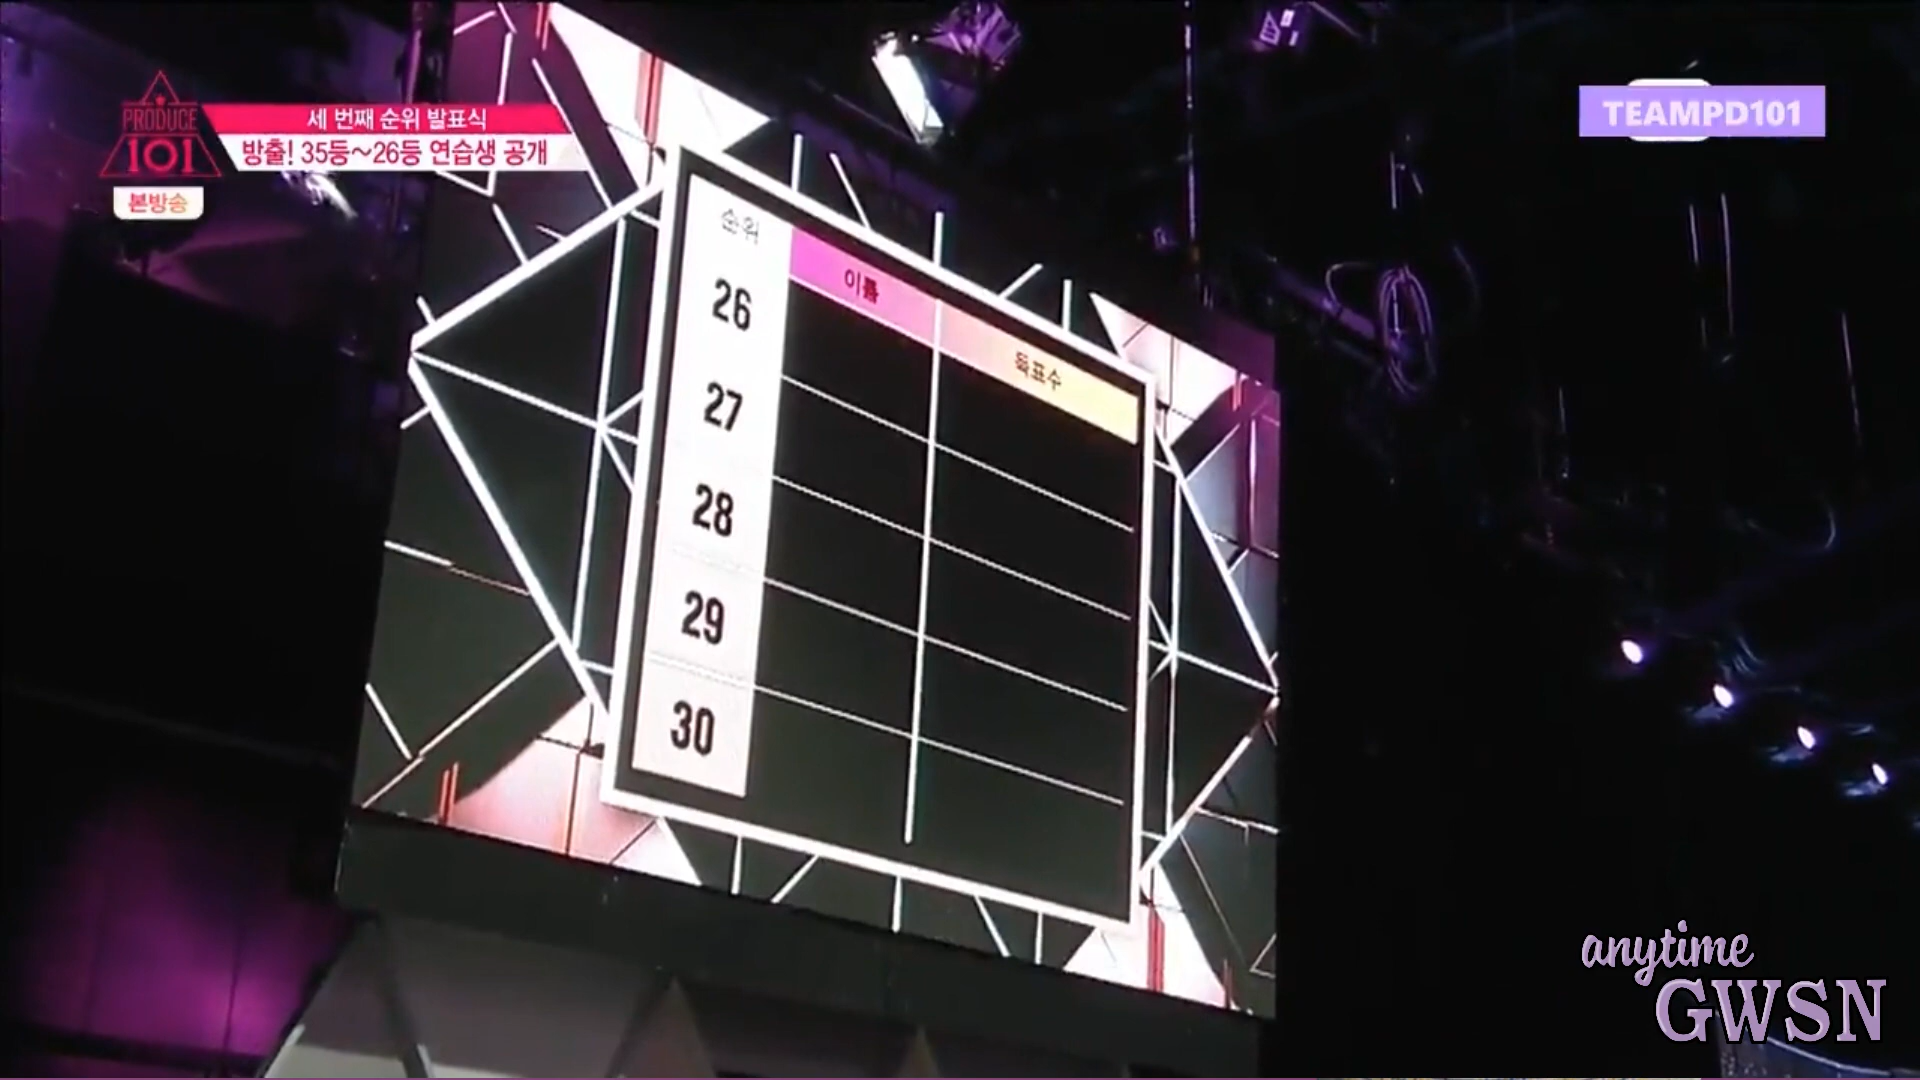 PRODUCE
101
세 번째 순위 발표식
방출! 35등~26등 연습생 공개
본방송
TEAMPD101
순위
이름
득표수
26
27
28
29
30
anytime
GWSN